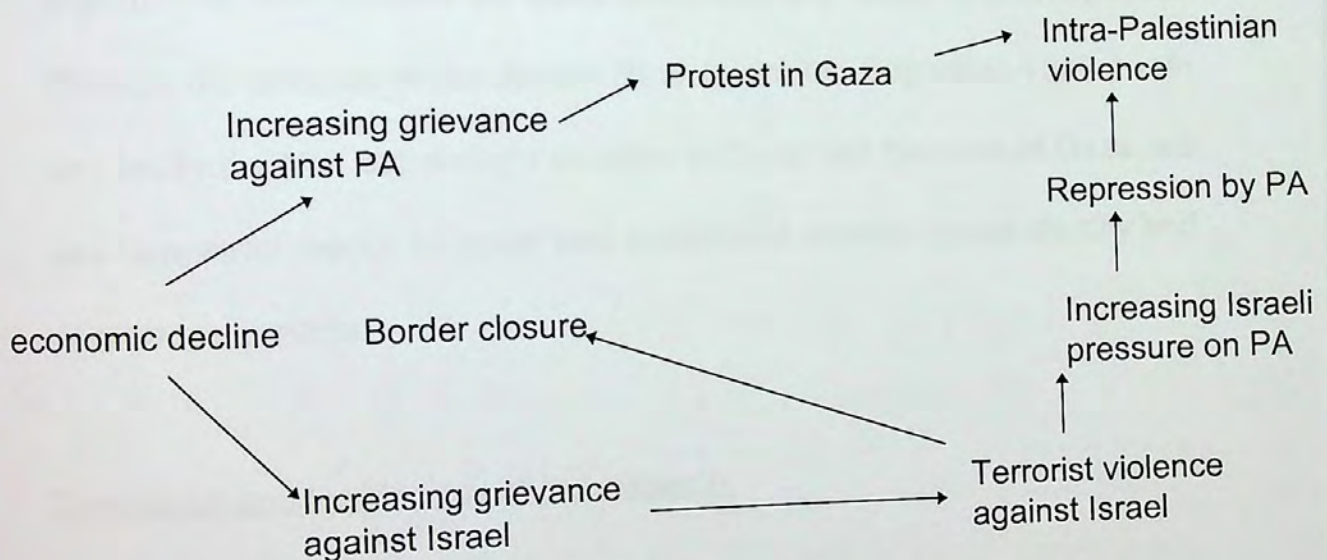 Intra-Palestinian
violence
Protest in Gaza
Increasing grievance
against PA
Repression by PA
Increasing Israeli
pressure on PA
economic decline
Border closure
Terrorist violence
against Israel
Increasing grievance
against Israel